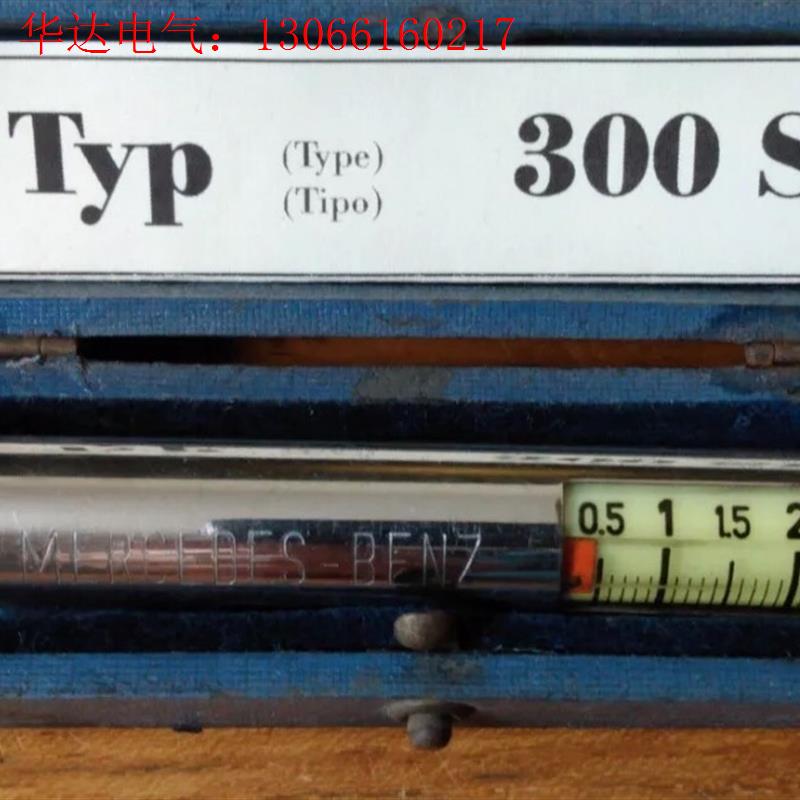 华达电气：13066160217
Typ (Type) 300 S
(Tipo)
MERCEDES-BENZ
0.5 1 1.5 2